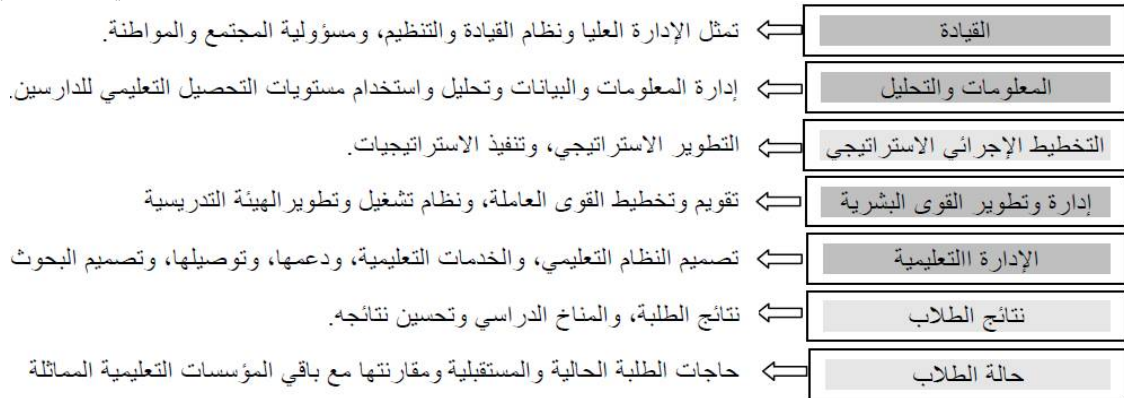 القيادة تمثل الإدارة العليا ونظام القيادة والتنظيم، ومسؤولية المجتمع والمواطنة.
المعلومات والتحليل إدارة المعلومات والبيانات وتحليل واستخدام مستويات التحصيل التعليمي للدارسين.
التخطيط الإجرائي الاستراتيجي التطوير الاستراتيجي، وتنفيذ الاستراتيجيات.
إدارة وتطوير القوى البشرية تقويم وتخطيط القوى العاملة، ونظام تشغيل وتطوير الهيئة التدريسية
الإدارة االتعليمية تصميم النظام التعليمي، والخدمات التعليمية، ودعمها، وتوصيلها، وتصميم البحوث
نتائج الطلاب نتائج الطلبة، والمناخ الدراسي وتحسين نتائجه.
حالة الطلاب حاجات الطلبة الحالية والمستقبلية ومقارنتها مع باقي المؤسسات التعليمية المماثلة